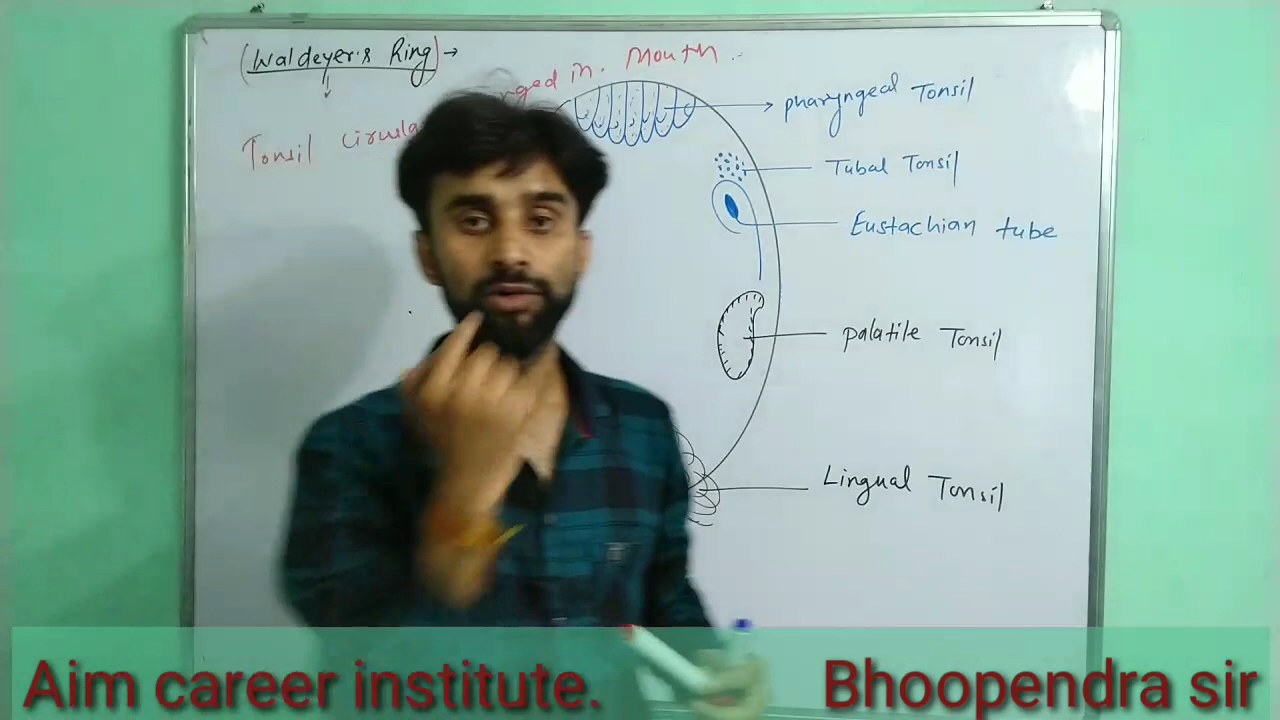 (Waldeyer's Ring) →
Tonsil
in. Mouth
pharyngeal Tonsil
Tubal Tonsil
Eustachian tube
palatile Tonsil
Lingual Tonsil
Aim career institute.
Bhoopendra sir